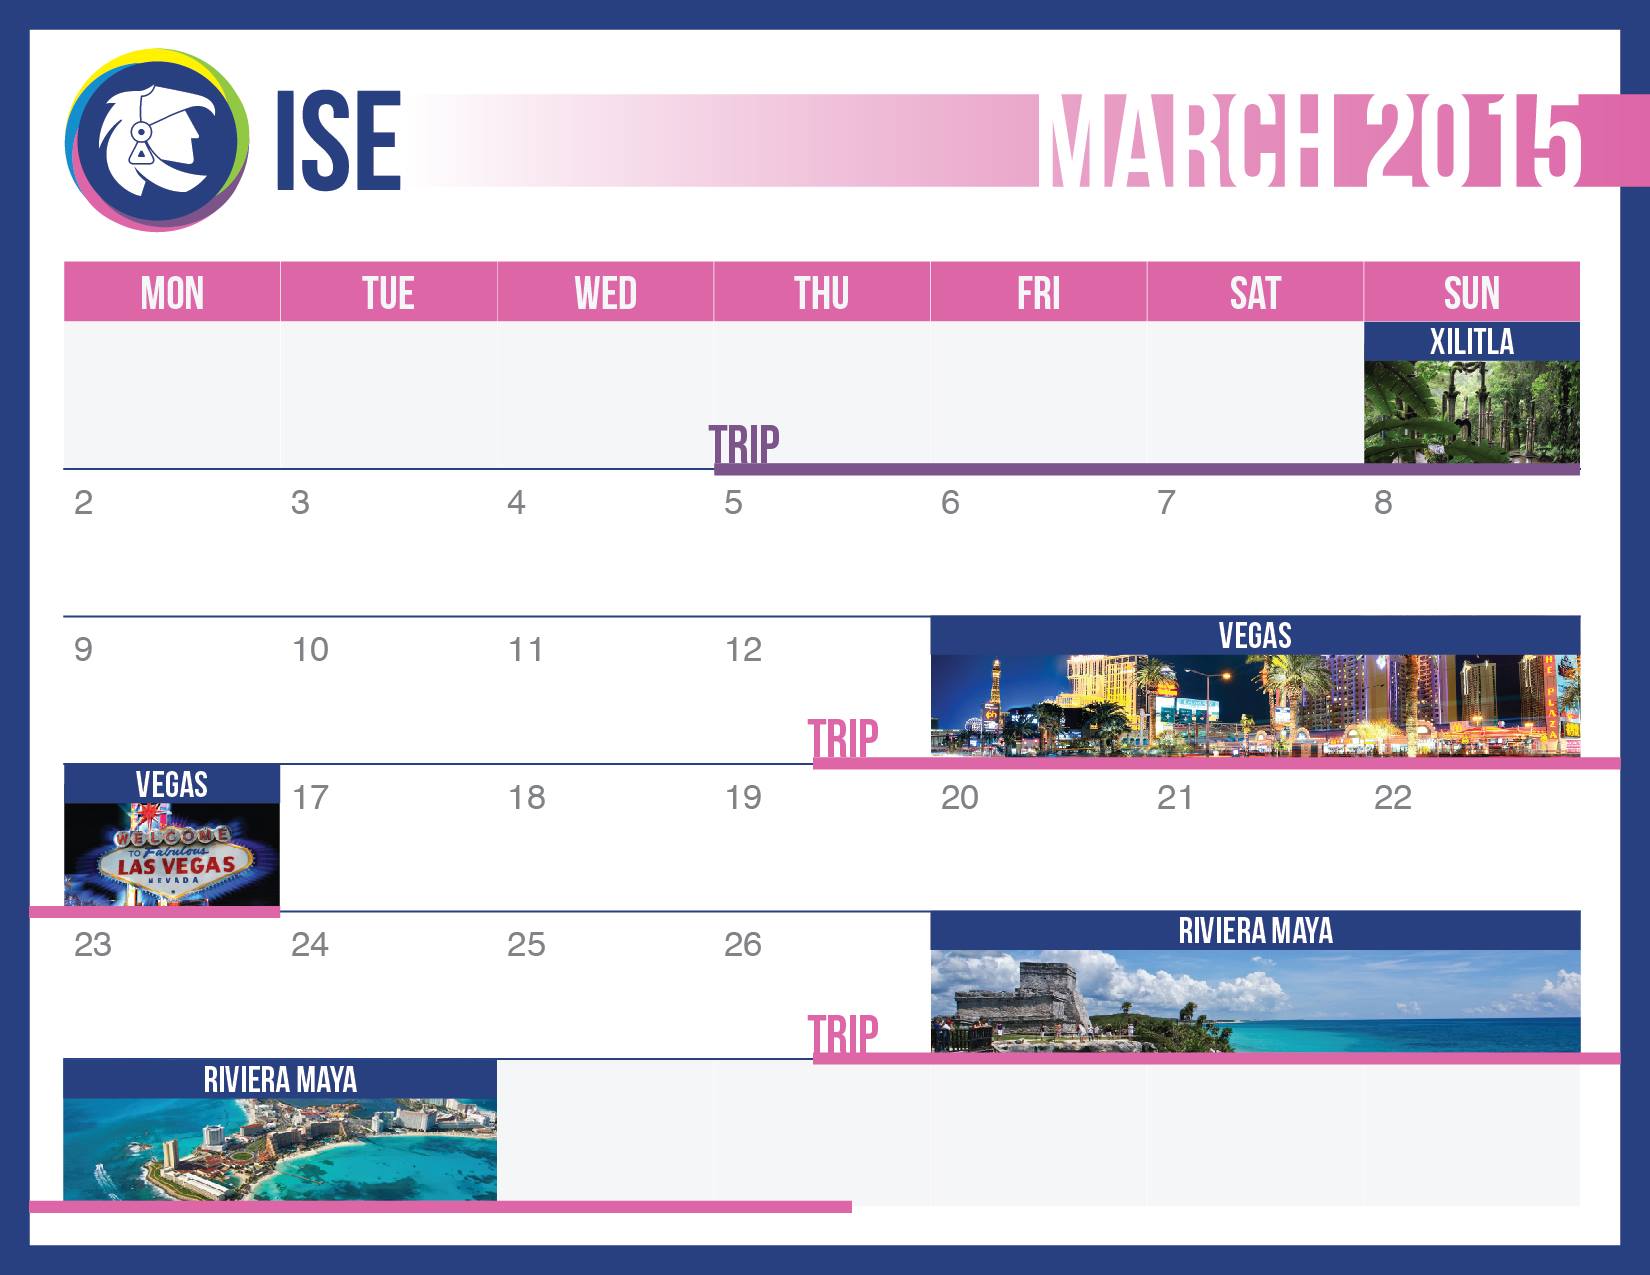 ISE
MARCH 2015
MON TUE WED THU FRI SAT SUN
XILITLA
TRIP
2 3 4 5 6 7 8
VEGAS
9 10 11 12
TRIP
VEGAS
17 18 19 20 21 22
WELCOME
TO Fabulous
LAS VEGAS
NEVADA
RIVIERA MAYA
23 24 25 26
TRIP
RIVIERA MAYA